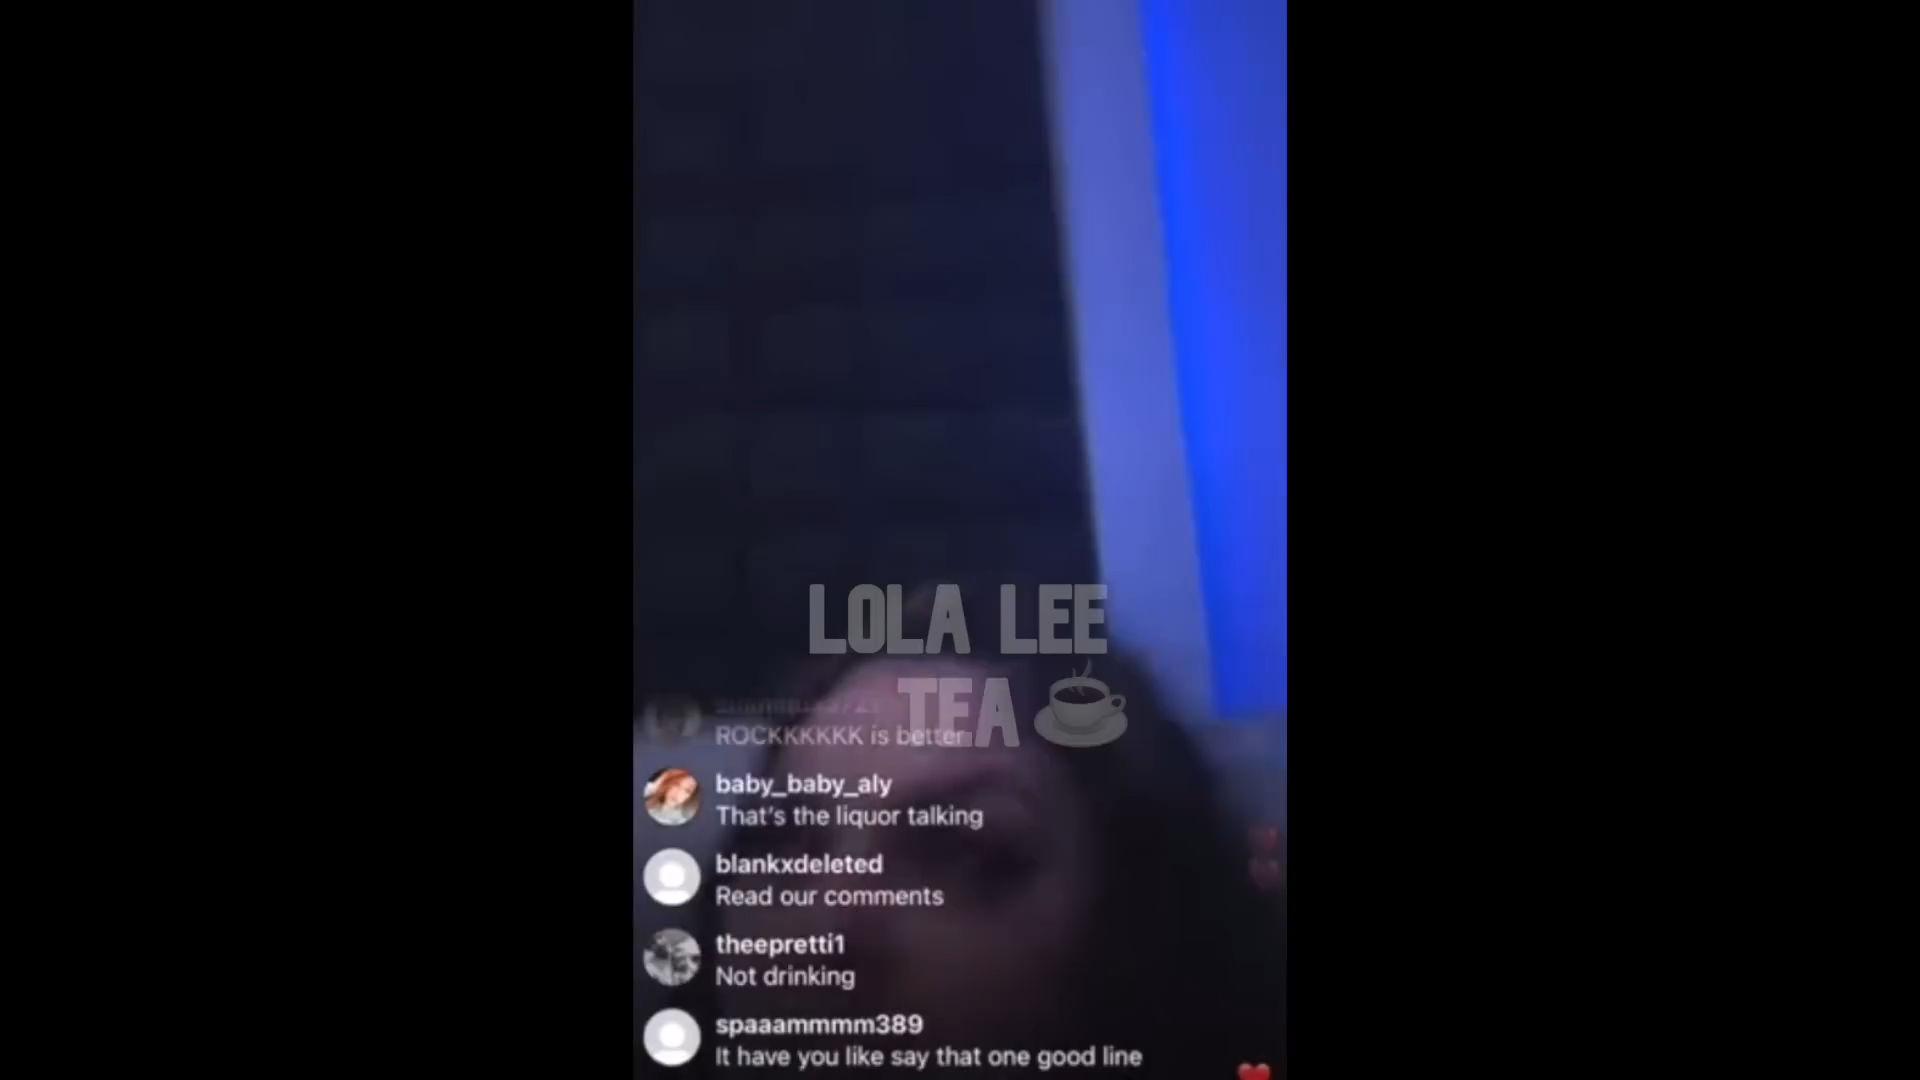 LOLA LEE
TEA
ROCKKKKKK is better
baby_baby_aly
That's the liquor talking
blankxdeleted
Read our comments
theepretti1
Not drinking
spaaammmm389
It have you like say that one good line